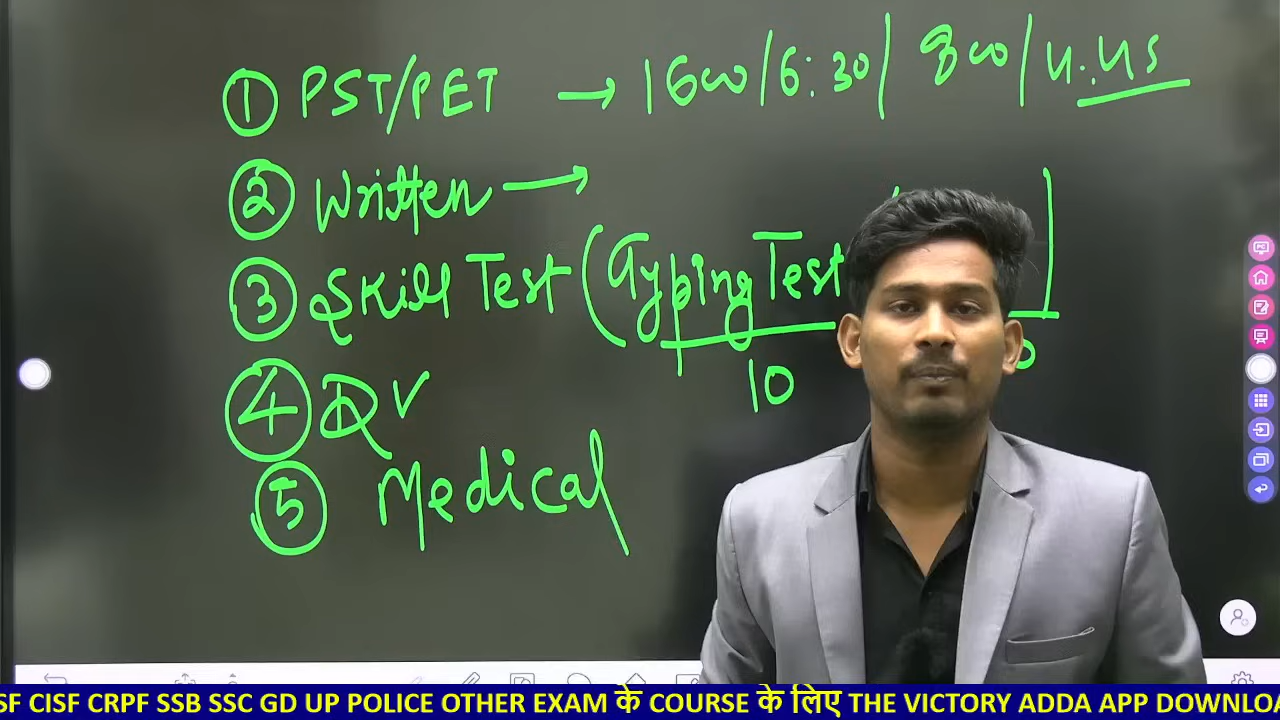 ① PST/PET → 1600/6:30/ 800/4:45
② Written →
③ Skill Test (Typing Test
10
④ DV
⑤ Medical
SF CISF CRPF SSB SSC GD UP POLICE OTHER EXAM के COURSE के लिए THE VICTORY ADDA APP DOWNLOA